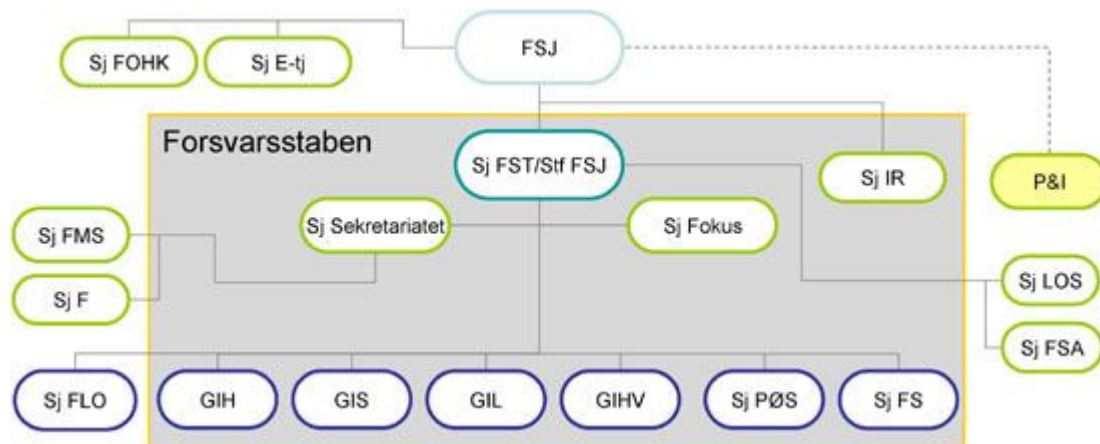 FSJ
Sj FOHK
Sj E-tj
Forsvarsstaben
Sj FST/Stf FSJ
Sj IR
P&I
Sj Sekretariatet
Sj Fokus
Sj FMS
Sj F
Sj LOS
Sj FSA
Sj FLO
GIH
GIS
GIL
GIHV
Sj PØS
Sj FS